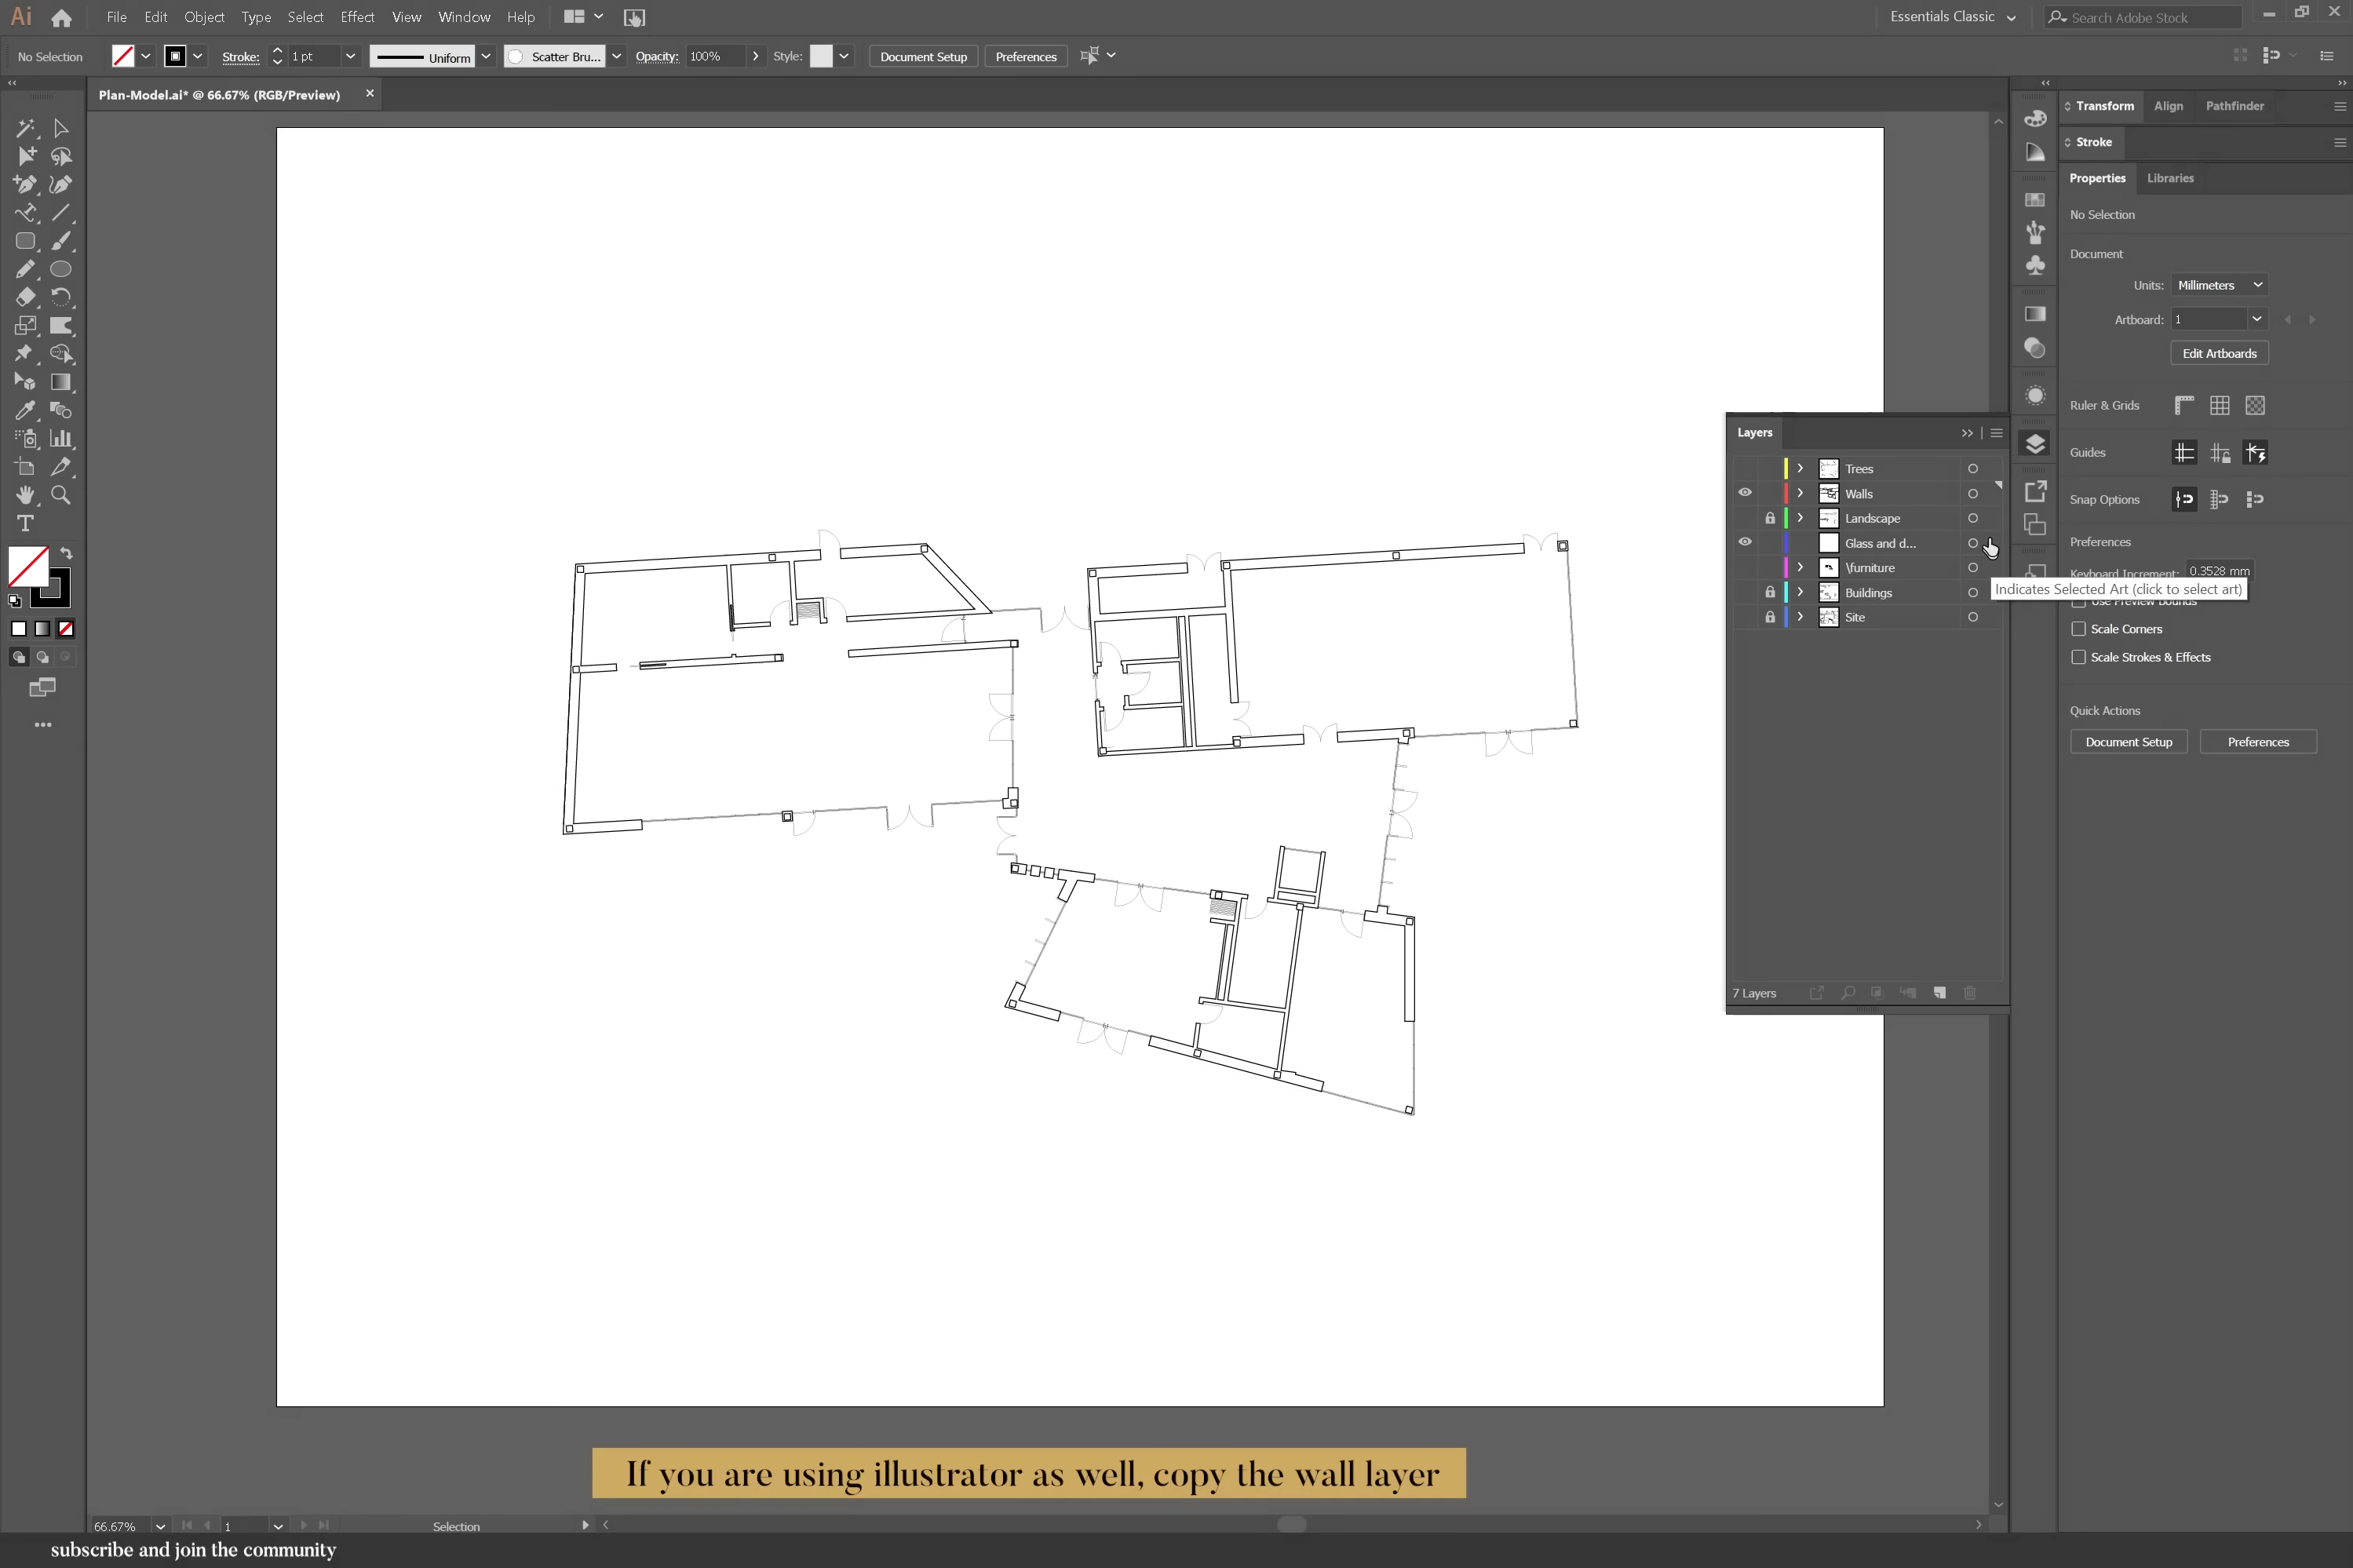 Ai File Edit Object Type Select Effect View Window Help Essentials Classic Search Adobe Stock
No Selection Stroke: 1 pt Uniform Scatter Bru... Opacity: 100% Style: Document Setup Preferences
Plan-Model.ai* @ 66.67% (RGB/Preview)
Transform Align Pathfinder
Stroke
Properties Libraries
No Selection
Document
Units: Millimeters
Artboard: 1
Edit Artboards
Ruler & Grids
Guides
Snap Options
Preferences
Keyboard Increment: 0.3528 mm
Use Preview Bounds
Scale Corners
Scale Strokes & Effects
Quick Actions
Document Setup Preferences
Layers
Trees
Walls
Landscape
Glass and d...
\furniture
Indicates Selected Art (click to select art)
Buildings
Site
7 Layers
T
If you are using illustrator as well, copy the wall layer
66.67% 1 Selection
subscribe and join the community